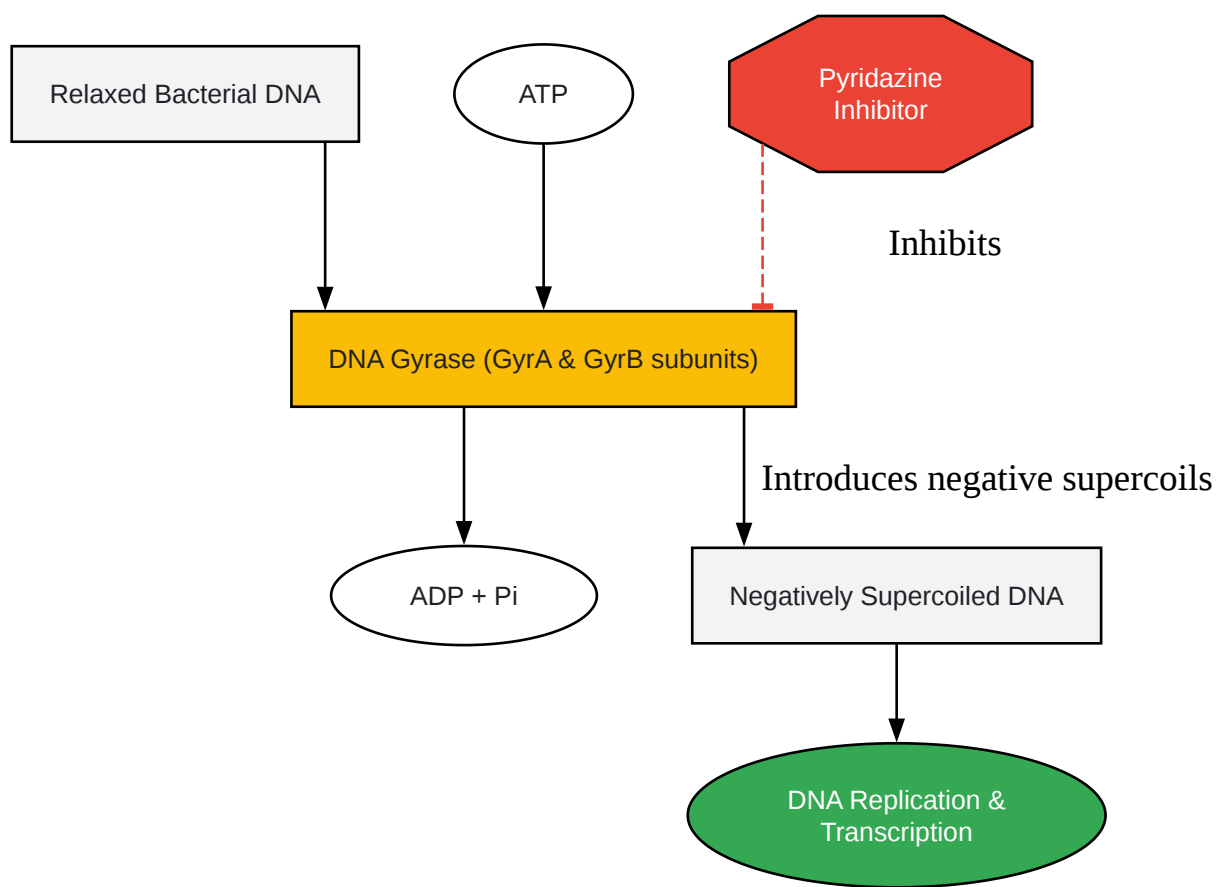 Relaxed Bacterial DNA
ATP
Pyridazine
Inhibitor
Inhibits
DNA Gyrase (GyrA & GyrB subunits)
Introduces negative supercoils
ADP + Pi
Negatively Supercoiled DNA
DNA Replication &
Transcription